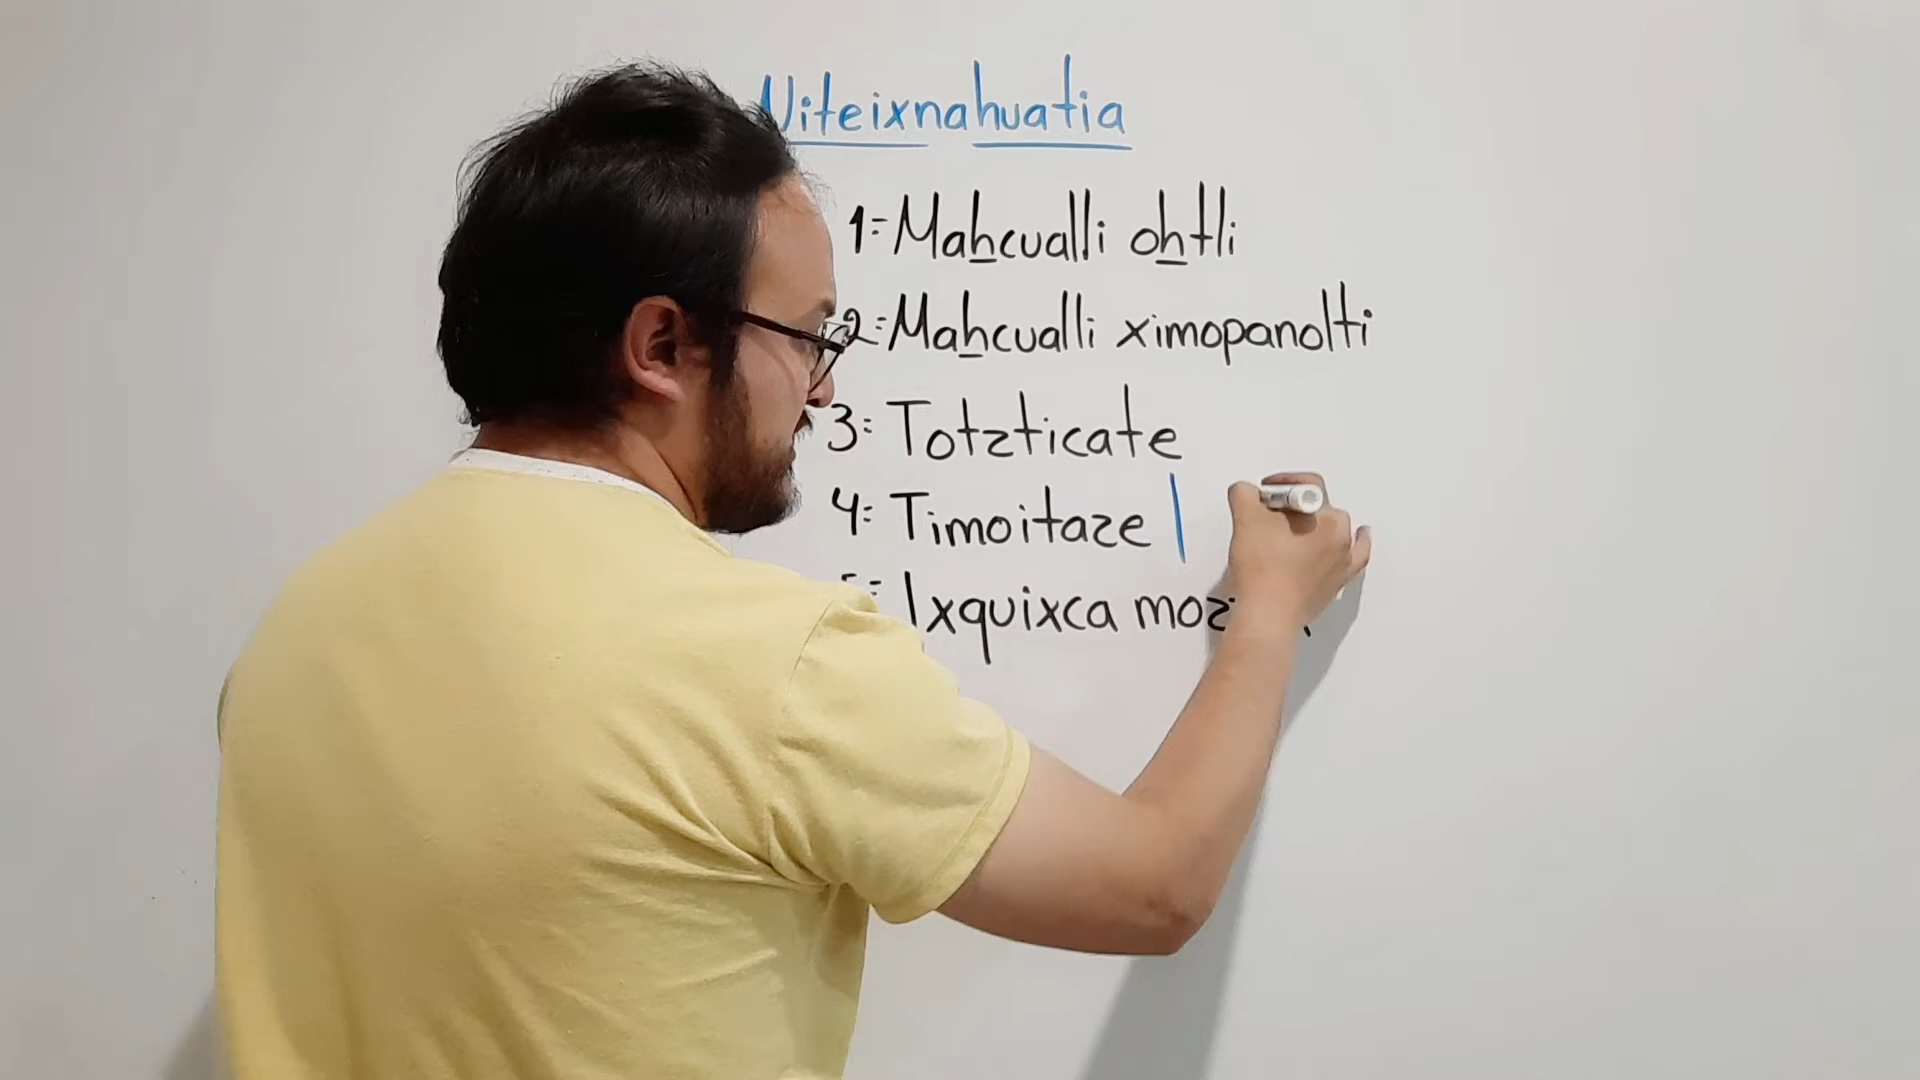 Niteixnahuatia
1= Mahcualli ohtli
2= Mahcualli ximopanolti
3= Totzticate
4= Timoitaze |
Ixquixca